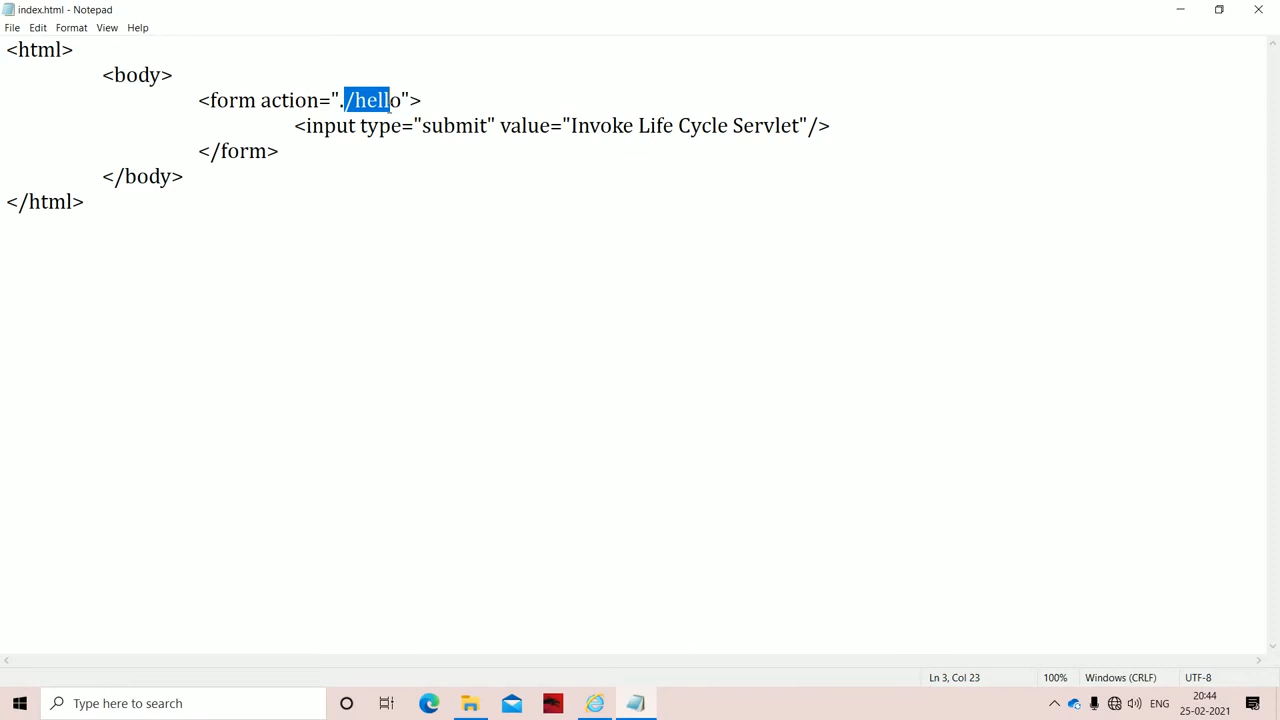 index.html - Notepad
File Edit Format View Help
<html>
<body>
<form action="./hello">
<input type="submit" value="Invoke Life Cycle Servlet"/>
</form>
</body>
</html>
Ln 3, Col 23 100% Windows (CRLF) UTF-8
Type here to search
ENG
20:44
25-02-2021